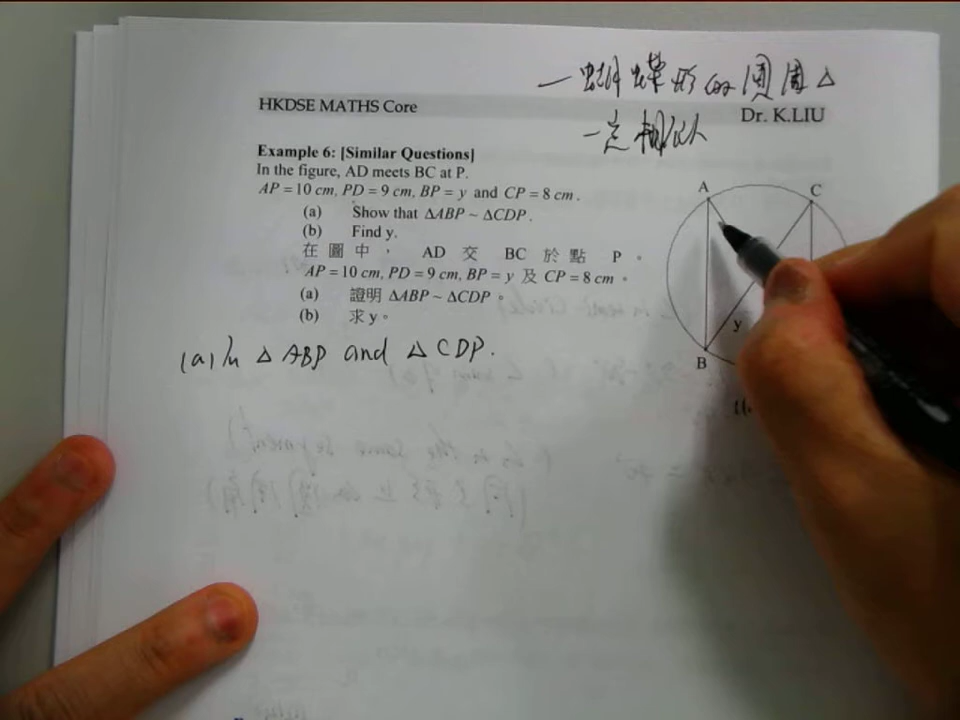 一蝴蝶形的圓周△
HKDSE MATHS Core
Dr. K.LIU
一定相似
Example 6: [Similar Questions]
In the figure, AD meets BC at P.
AP = 10 cm, PD = 9 cm, BP = y and CP = 8 cm.
(a) Show that ΔABP ~ ΔCDP.
(b) Find y.
在圖中，AD 交 BC 於點 P。
AP = 10 cm, PD = 9 cm, BP = y 及 CP = 8 cm。
(a) 證明 ΔABP ~ ΔCDP。
(b) 求 y。
A
C
y
B
(a) In △ABP and △CDP.